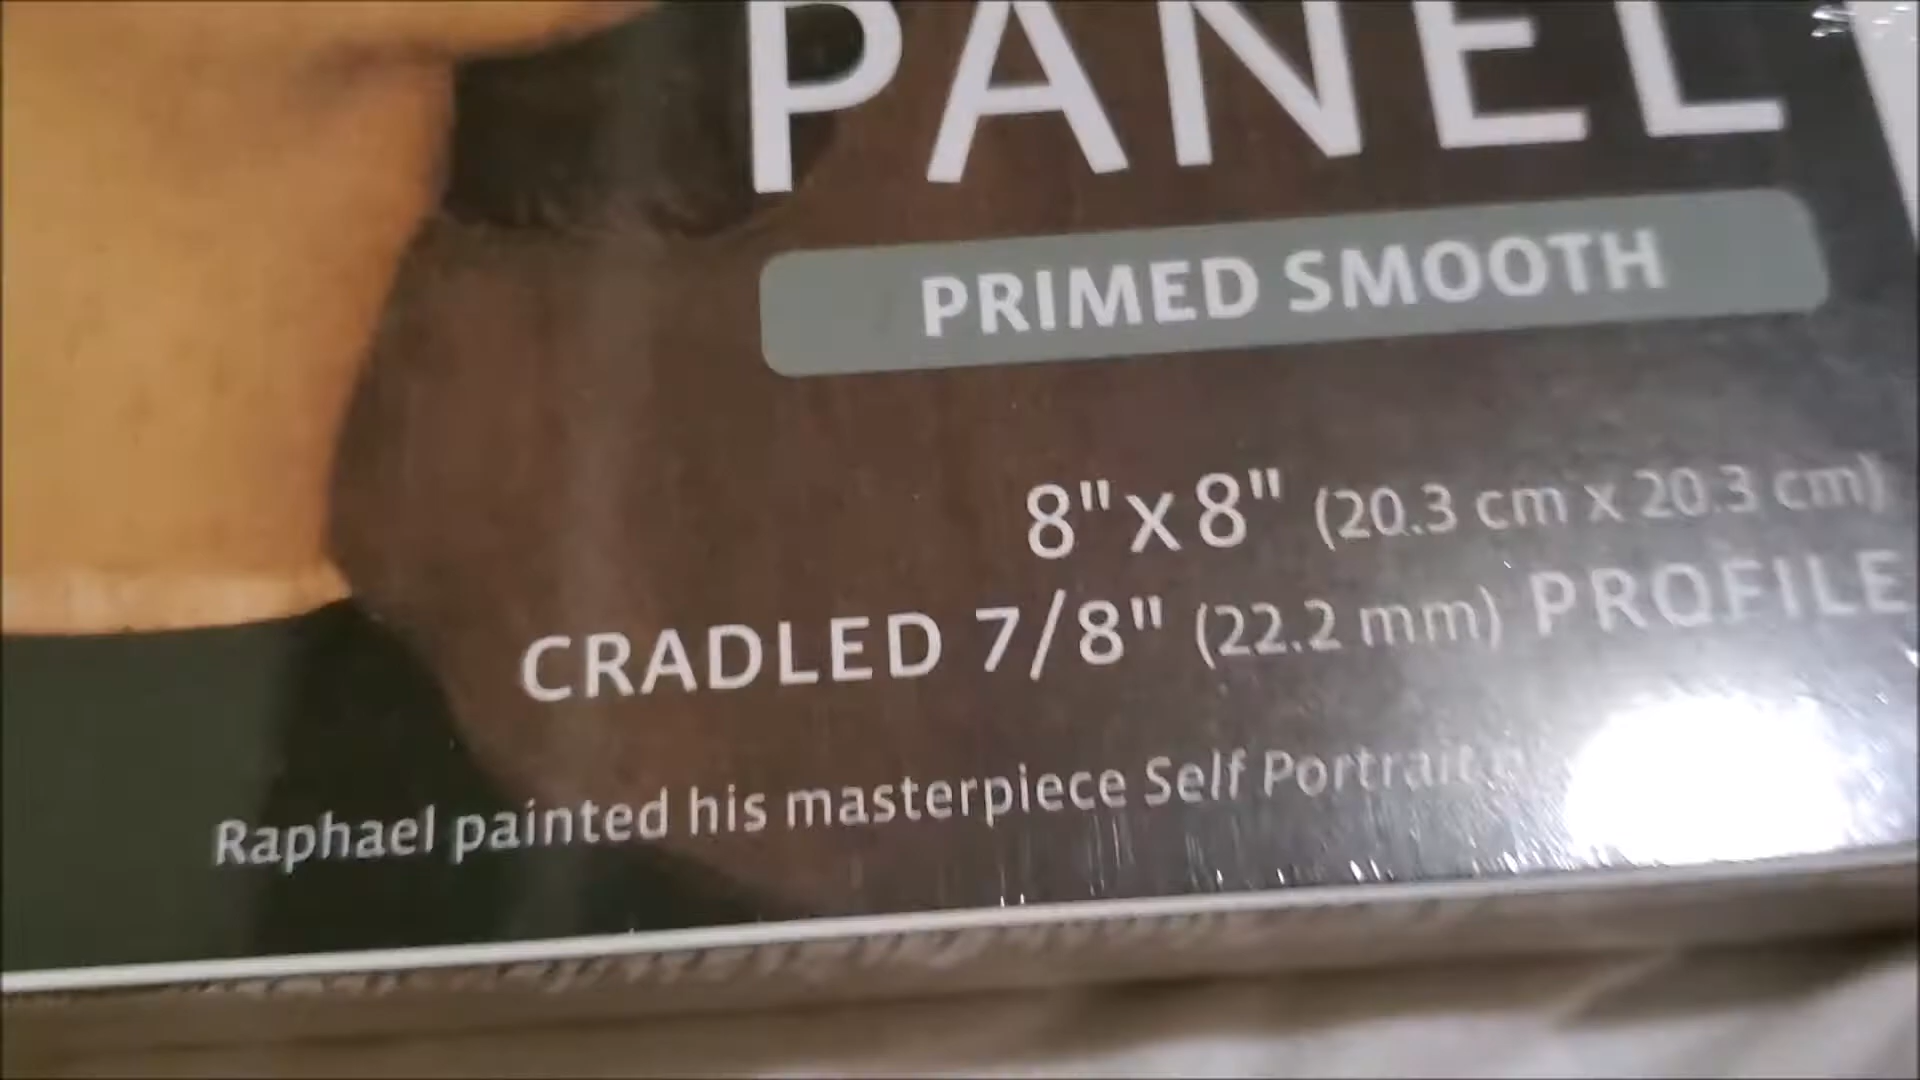 PANEL
PRIMED SMOOTH
8"x8" (20.3 cm x 20.3 cm)
CRADLED 7/8" (22.2 mm) PROFILE
Raphael painted his masterpiece Self Portrait